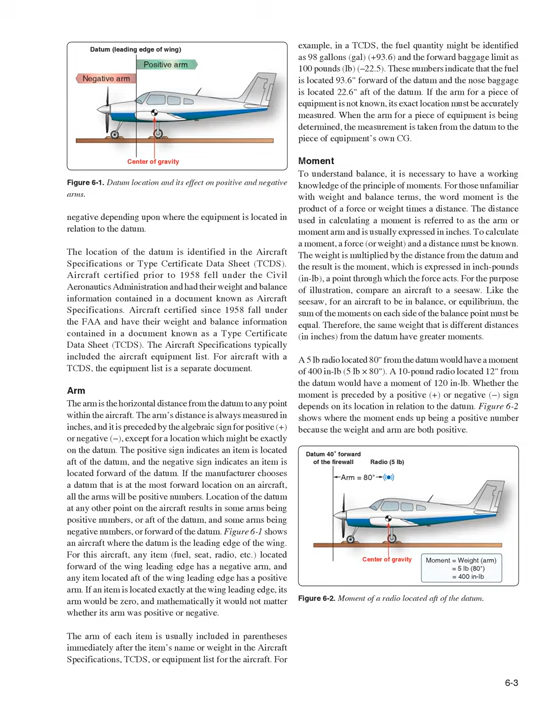 Datum (leading edge of wing)
Positive arm
Negative arm
Center of gravity
Figure 6-1. Datum location and its effect on positive and negative
arms.
negative depending upon where the equipment is located in
relation to the datum.
The location of the datum is identified in the Aircraft
Specifications or Type Certificate Data Sheet (TCDS).
Aircraft certified prior to 1958 fell under the Civil
Aeronautics Administration and had their weight and balance
information contained in a document known as Aircraft
Specifications. Aircraft certified since 1958 fall under
the FAA and have their weight and balance information
contained in a document known as a Type Certificate
Data Sheet (TCDS). The Aircraft Specifications typically
included the aircraft equipment list. For aircraft with a
TCDS, the equipment list is a separate document.
Arm
The arm is the horizontal distance from the datum to any point
within the aircraft. The arm's distance is always measured in
inches, and it is preceded by the algebraic sign for positive (+)
or negative (−), except for a location which might be exactly
on the datum. The positive sign indicates an item is located
aft of the datum, and the negative sign indicates an item is
located forward of the datum. If the manufacturer chooses
a datum that is at the most forward location on an aircraft,
all the arms will be positive numbers. Location of the datum
at any other point on the aircraft results in some arms being
positive numbers, or aft of the datum, and some arms being
negative numbers, or forward of the datum. Figure 6-1 shows
an aircraft where the datum is the leading edge of the wing.
For this aircraft, any item (fuel, seat, radio, etc.) located
forward of the wing leading edge has a negative arm, and
any item located aft of the wing leading edge has a positive
arm. If an item is located exactly at the wing leading edge, its
arm would be zero, and mathematically it would not matter
whether its arm was positive or negative.
The arm of each item is usually included in parentheses
immediately after the item's name or weight in the Aircraft
Specifications, TCDS, or equipment list for the aircraft. For
example, in a TCDS, the fuel quantity might be identified
as 98 gallons (gal) (+93.6) and the forward baggage limit as
100 pounds (lb) (−22.5). These numbers indicate that the fuel
is located 93.6" forward of the datum and the nose baggage
is located 22.6" aft of the datum. If the arm for a piece of
equipment is not known, its exact location must be accurately
measured. When the arm for a piece of equipment is being
determined, the measurement is taken from the datum to the
piece of equipment's own CG.
Moment
To understand balance, it is necessary to have a working
knowledge of the principle of moments. For those unfamiliar
with weight and balance terms, the word moment is the
product of a force or weight times a distance. The distance
used in calculating a moment is referred to as the arm or
moment arm and is usually expressed in inches. To calculate
a moment, a force (or weight) and a distance must be known.
The weight is multiplied by the distance from the datum and
the result is the moment, which is expressed in inch-pounds
(in-lb), a point through which the force acts. For the purpose
of illustration, compare an aircraft to a seesaw. Like the
seesaw, for an aircraft to be in balance, or equilibrium, the
sum of the moments on each side of the balance point must be
equal. Therefore, the same weight that is different distances
(in inches) from the datum have greater moments.
A 5 lb radio located 80" from the datum would have a moment
of 400 in-lb (5 lb × 80"). A 10-pound radio located 12" from
the datum would have a moment of 120 in-lb. Whether the
moment is preceded by a positive (+) or negative (−) sign
depends on its location in relation to the datum. Figure 6-2
shows where the moment ends up being a positive number
because the weight and arm are both positive.
Datum 40" forward
of the firewall
Radio (5 lb)
Arm = 80"
Center of gravity
Moment = Weight (arm)
= 5 lb (80")
= 400 in-lb
Figure 6-2. Moment of a radio located aft of the datum.
6-3